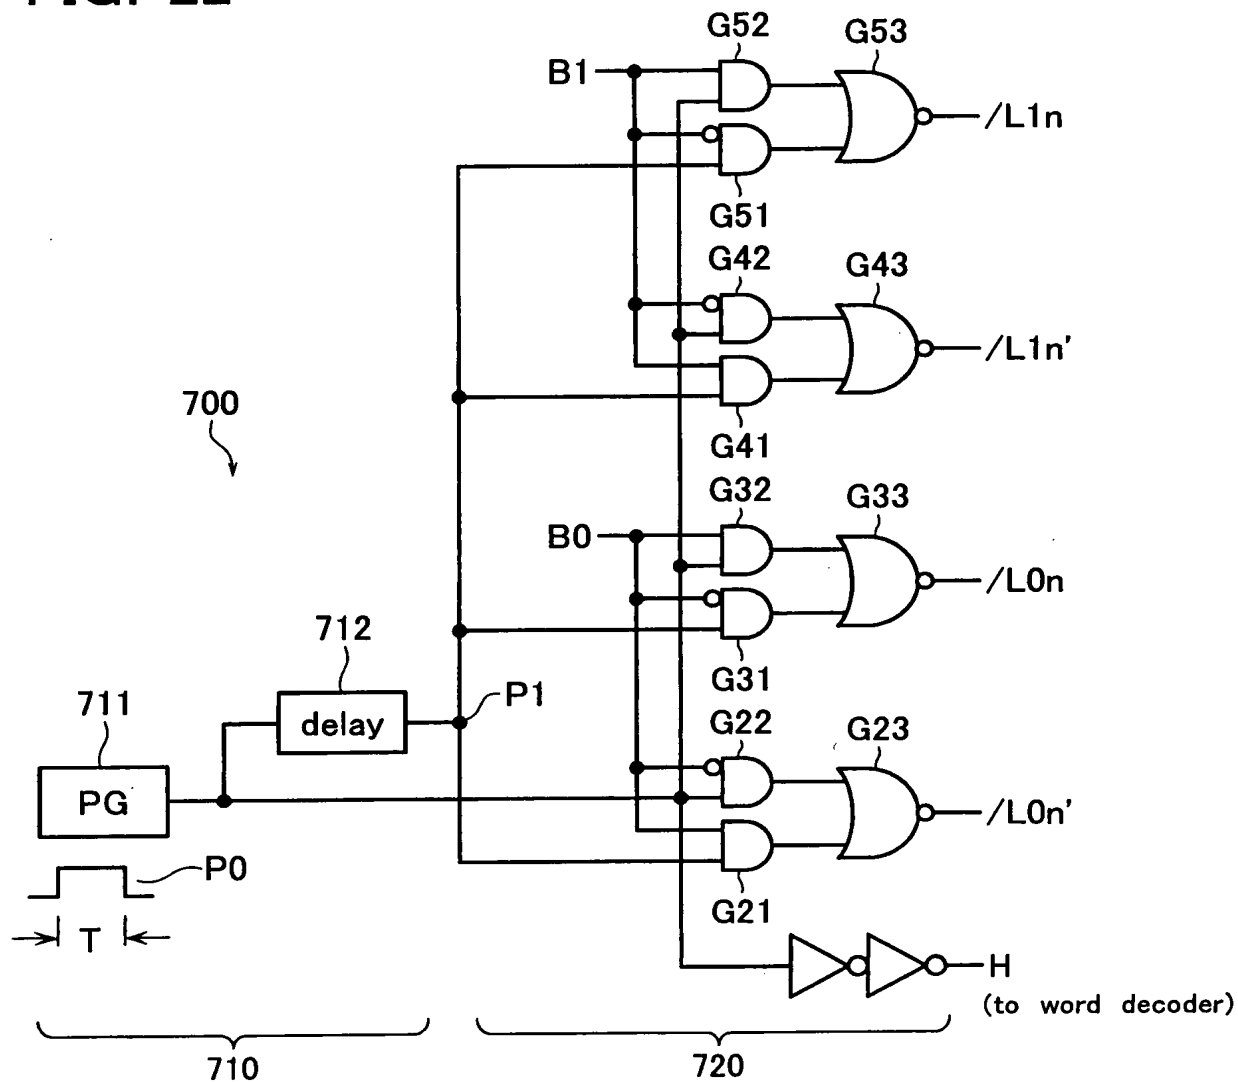 G52
G53
B1
/L1n
G51
G42
G43
/L1n'
G41
700
G32
G33
B0
/L0n
G31
712
delay
P1
711
PG
G22
G23
/L0n'
P0
T
G21
H
(to word decoder)
710
720